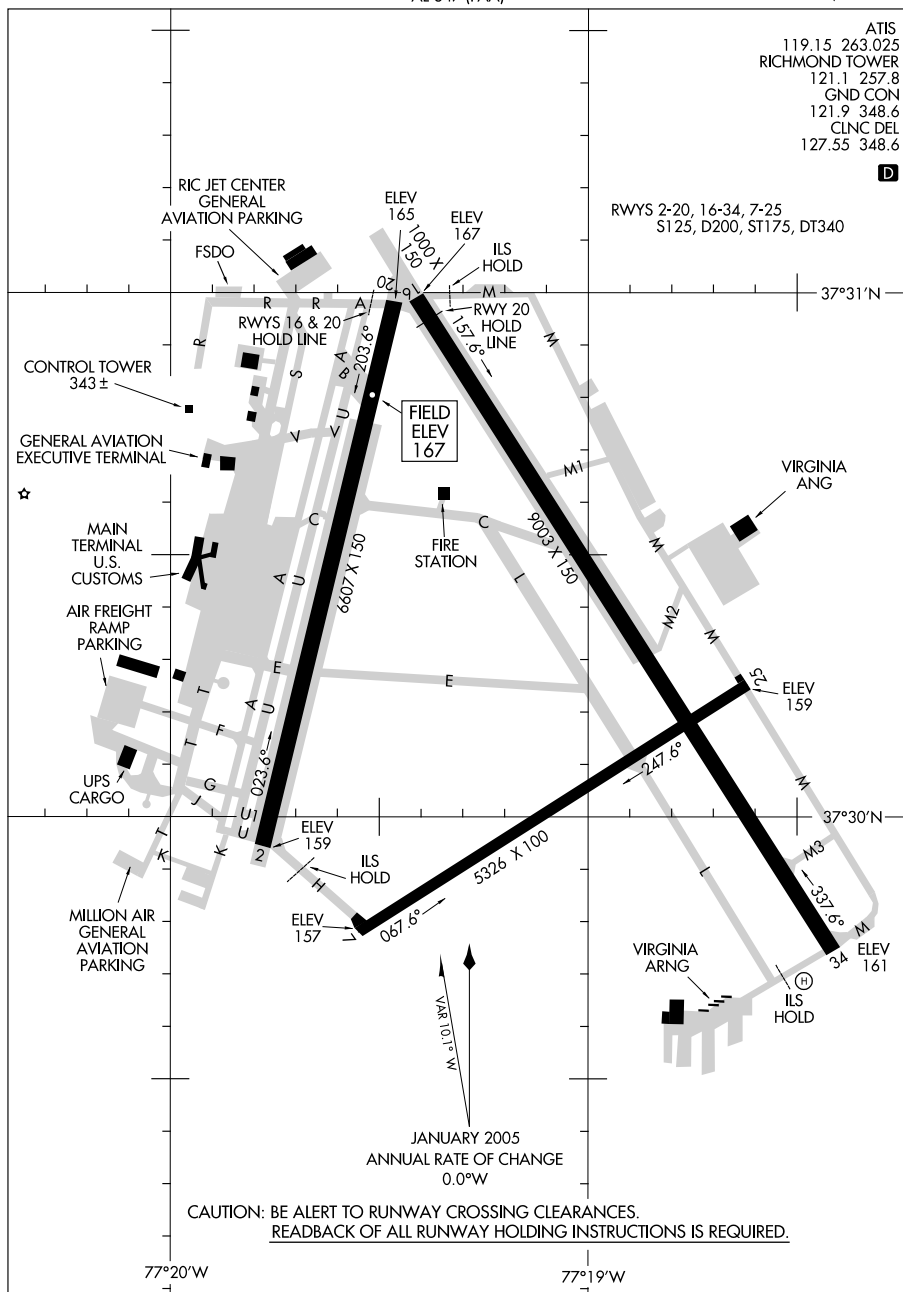 ATIS
119.15 263.025
RICHMOND TOWER
121.1 257.8
GND CON
121.9 348.6
CLNC DEL
127.55 348.6
D
RWYS 2-20, 16-34, 7-25
S125, D200, ST175, DT340
RIC JET CENTER
GENERAL
AVIATION PARKING
FSDO
ELEV
165
1000 X
150
ELEV
167
ILS
HOLD
37°31'N
R
R
R
A
20
16
M
RWYS 16 & 20
HOLD LINE
RWY 20
HOLD
LINE
203.6°
157.6°
M
R
S
A
B
CONTROL TOWER
343 ±
U
V
V
FIELD
ELEV
167
GENERAL AVIATION
EXECUTIVE TERMINAL
M1
VIRGINIA
ANG
C
C
FIRE
STATION
MAIN
TERMINAL
U.S.
CUSTOMS
6607 X 150
9003 X 150
M
A
U
L
AIR FREIGHT
RAMP
PARKING
M2
M
E
E
T
A
U
F
T
25
ELEV
159
023.6°
247.6°
UPS
CARGO
G
J
U1
U
M
37°30'N
T
K
K
2
ELEV
159
ILS
HOLD
H
5326 X 100
M3
L
MILLION AIR
GENERAL
AVIATION
PARKING
ELEV
157
7
067.6°
337.6°
M
34
ELEV
161
VIRGINIA
ARNG
H
ILS
HOLD
VAR 10.1° W
JANUARY 2005
ANNUAL RATE OF CHANGE
0.0°W
CAUTION: BE ALERT TO RUNWAY CROSSING CLEARANCES.
READBACK OF ALL RUNWAY HOLDING INSTRUCTIONS IS REQUIRED.
77°20'W
77°19'W